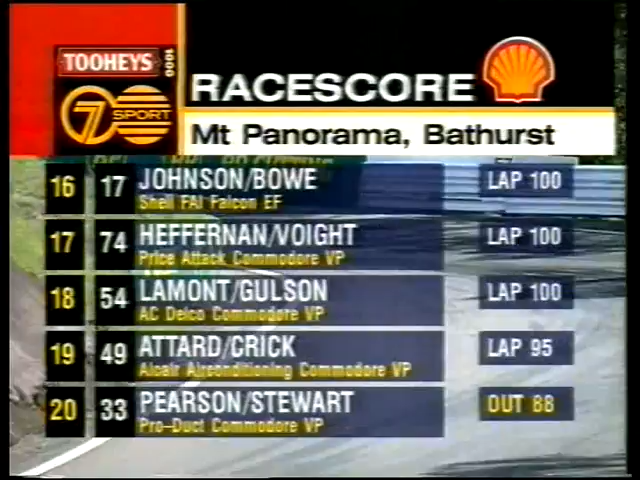 TOOHEYS 1000
7 SPORT
RACESCORE
Mt Panorama, Bathurst
16 17 JOHNSON/BOWE LAP 100
Shell FAI Falcon EF
17 74 HEFFERNAN/VOIGHT LAP 100
Price Attack Commodore VP
18 54 LAMONT/GULSON LAP 100
AC Delco Commodore VP
19 49 ATTARD/CRICK LAP 95
Alcair Airconditioning Commodore VP
20 33 PEARSON/STEWART OUT 88
Pro-Duct Commodore VP